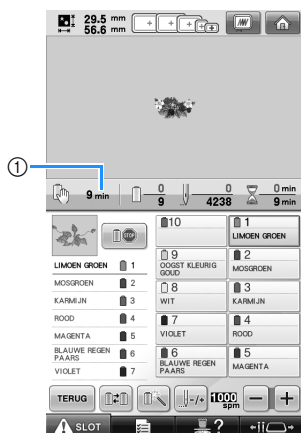 29.5 mm
56.6 mm
1
9 min
0
9
0
4238
0 min
9 min
10
1
LIMOEN GROEN
LIMOEN GROEN 1
MOSGROEN 2
KARMIJN 3
ROOD 4
MAGENTA 5
BLAUWE REGEN
PAARS 6
VIOLET 7
9
OOGST KLEURIG
GOUD
2
MOSGROEN
8
WIT
3
KARMIJN
7
VIOLET
4
ROOD
6
BLAUWE REGEN
PAARS
5
MAGENTA
TERUG
-/+
1000
spm
− +
SLOT
?